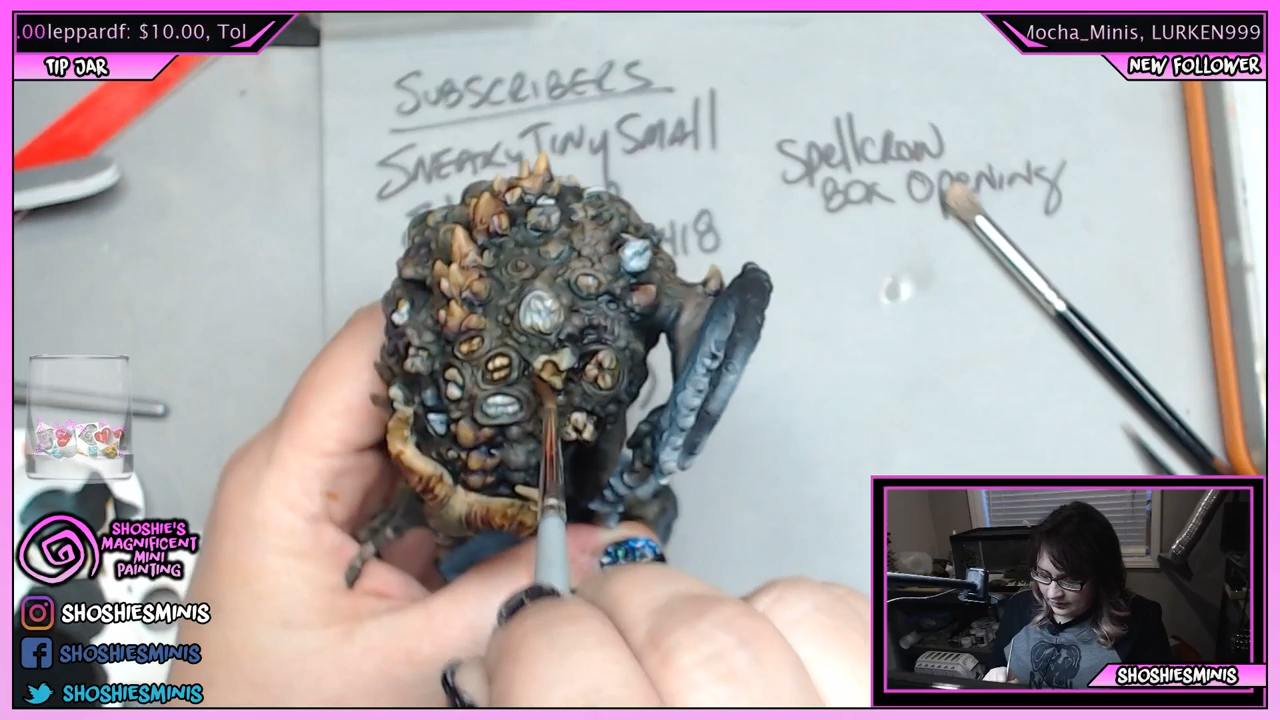 .00leppardf: $10.00, Tol
TIP JAR
Mocha_Minis, LURKEN999
NEW FOLLOWER
SUBSCRIBERS
SNEAKYTINYSMALL
418
Spellcrow
Box Opening
SHOSHIE'S
MAGNIFICENT
MINI
PAINTING
SHOSHIESMINIS
SHOSHIESMINIS
SHOSHIESMINIS
SHOSHIESMINIS